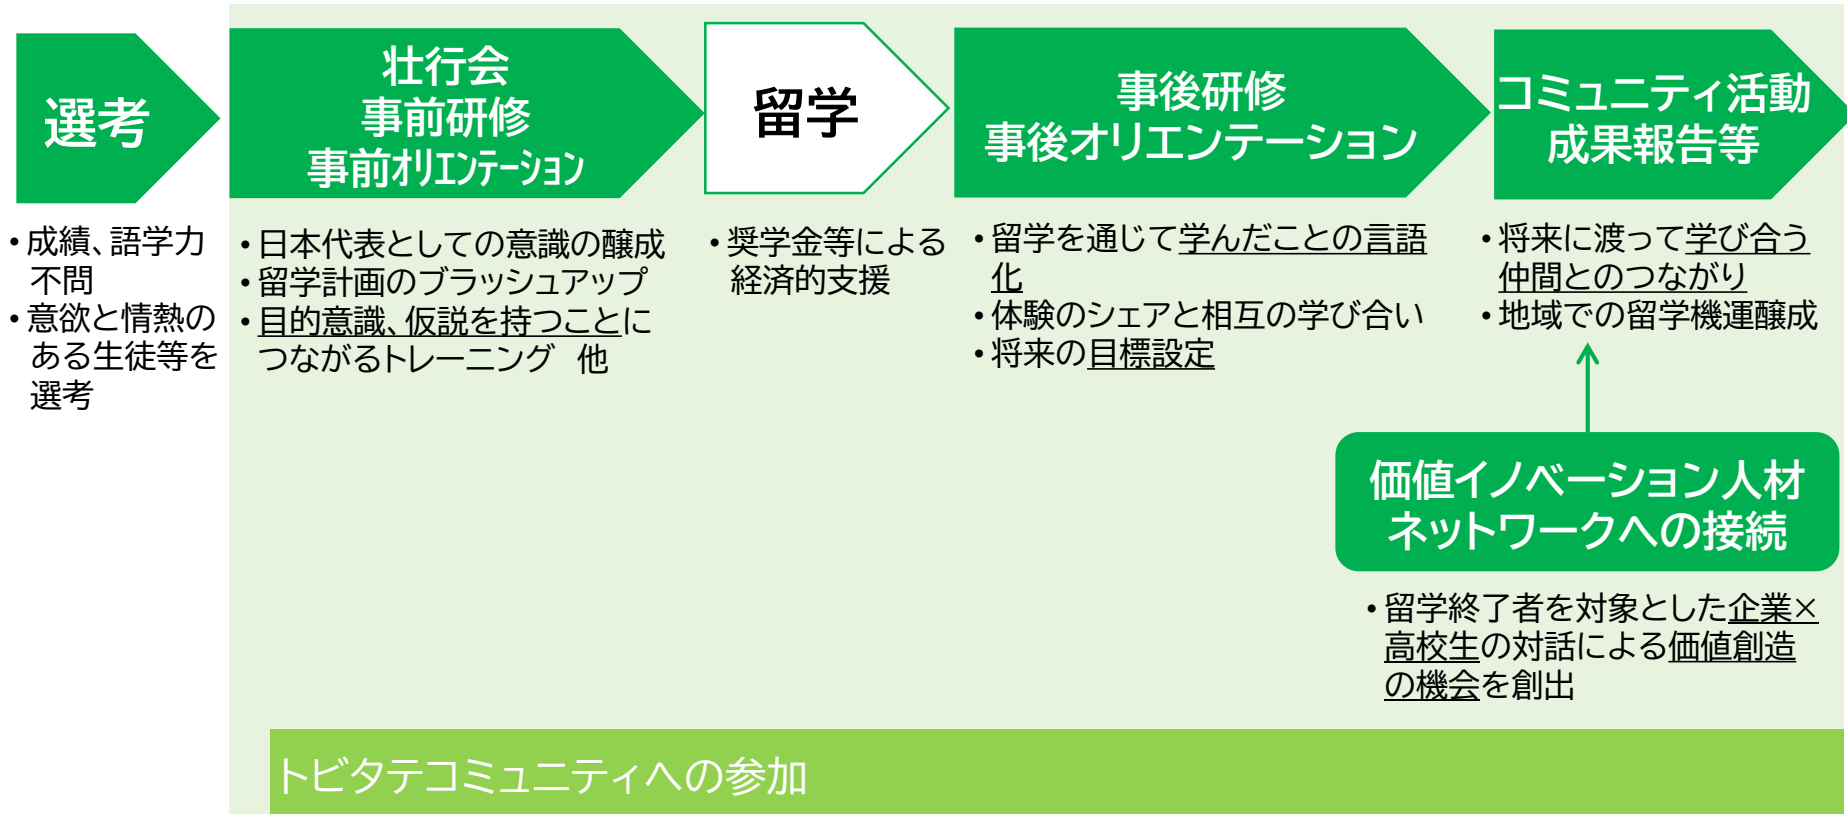 選考
・成績、語学力
不問
・意欲と情熱の
ある生徒等を
選考
壮行会
事前研修
事前ｵﾘｴﾝﾃｰｼｮﾝ
・日本代表としての意識の醸成
・留学計画のブラッシュアップ
・目的意識、仮説を持つことに
つながるトレーニング　他
留学
・奨学金等による
経済的支援
事後研修
事後オリエンテーション
・留学を通じて学んだことの言語
化
・体験のシェアと相互の学び合い
・将来の目標設定
コミュニティ活動
成果報告等
・将来に渡って学び合う
仲間とのつながり
・地域での留学機運醸成
価値イノベーション人材
ネットワークへの接続
・留学終了者を対象とした企業×
高校生の対話による価値創造
の機会を創出
トビタテコミュニティへの参加